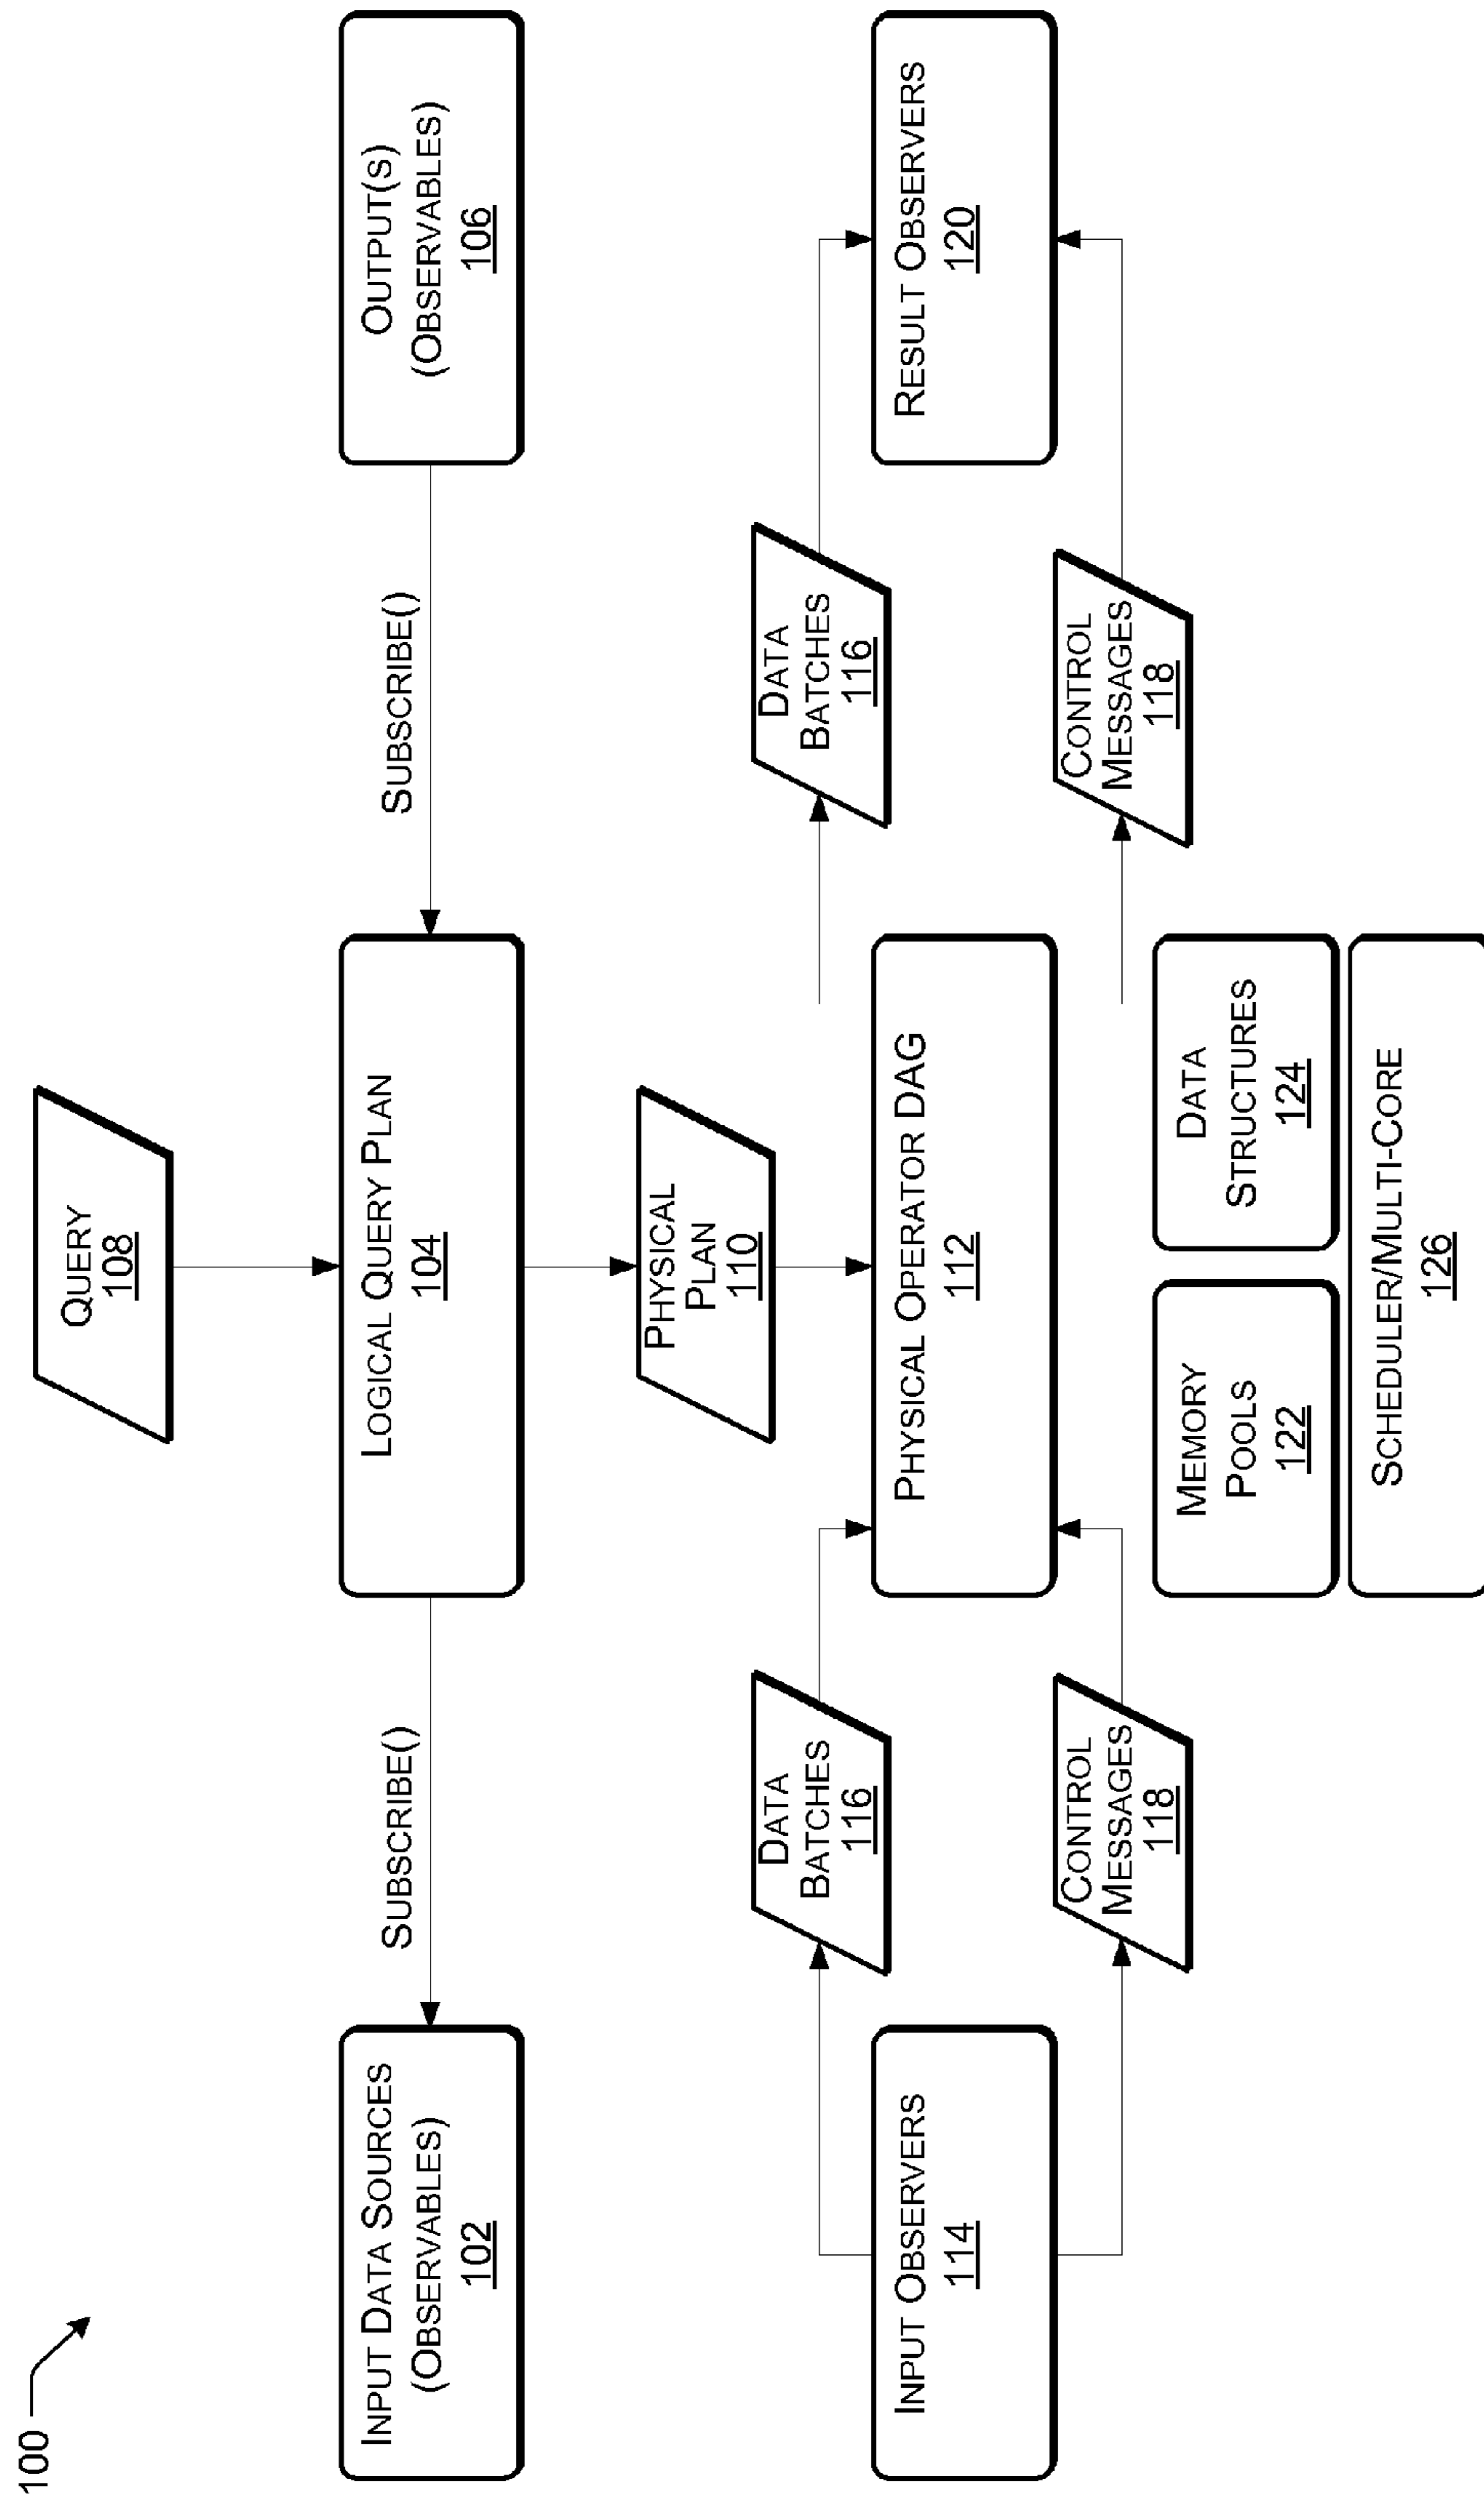 100
QUERY
108
INPUT DATA SOURCES
(OBSERVABLES)
102
SUBSCRIBE()
LOGICAL QUERY PLAN
104
SUBSCRIBE()
OUTPUT(S)
(OBSERVABLES)
106
PHYSICAL
PLAN
110
INPUT OBSERVERS
114
DATA
BATCHES
116
CONTROL
MESSAGES
118
PHYSICAL OPERATOR DAG
112
DATA
BATCHES
116
CONTROL
MESSAGES
118
RESULT OBSERVERS
120
MEMORY
POOLS
122
DATA
STRUCTURES
124
SCHEDULER/MULTI-CORE
126